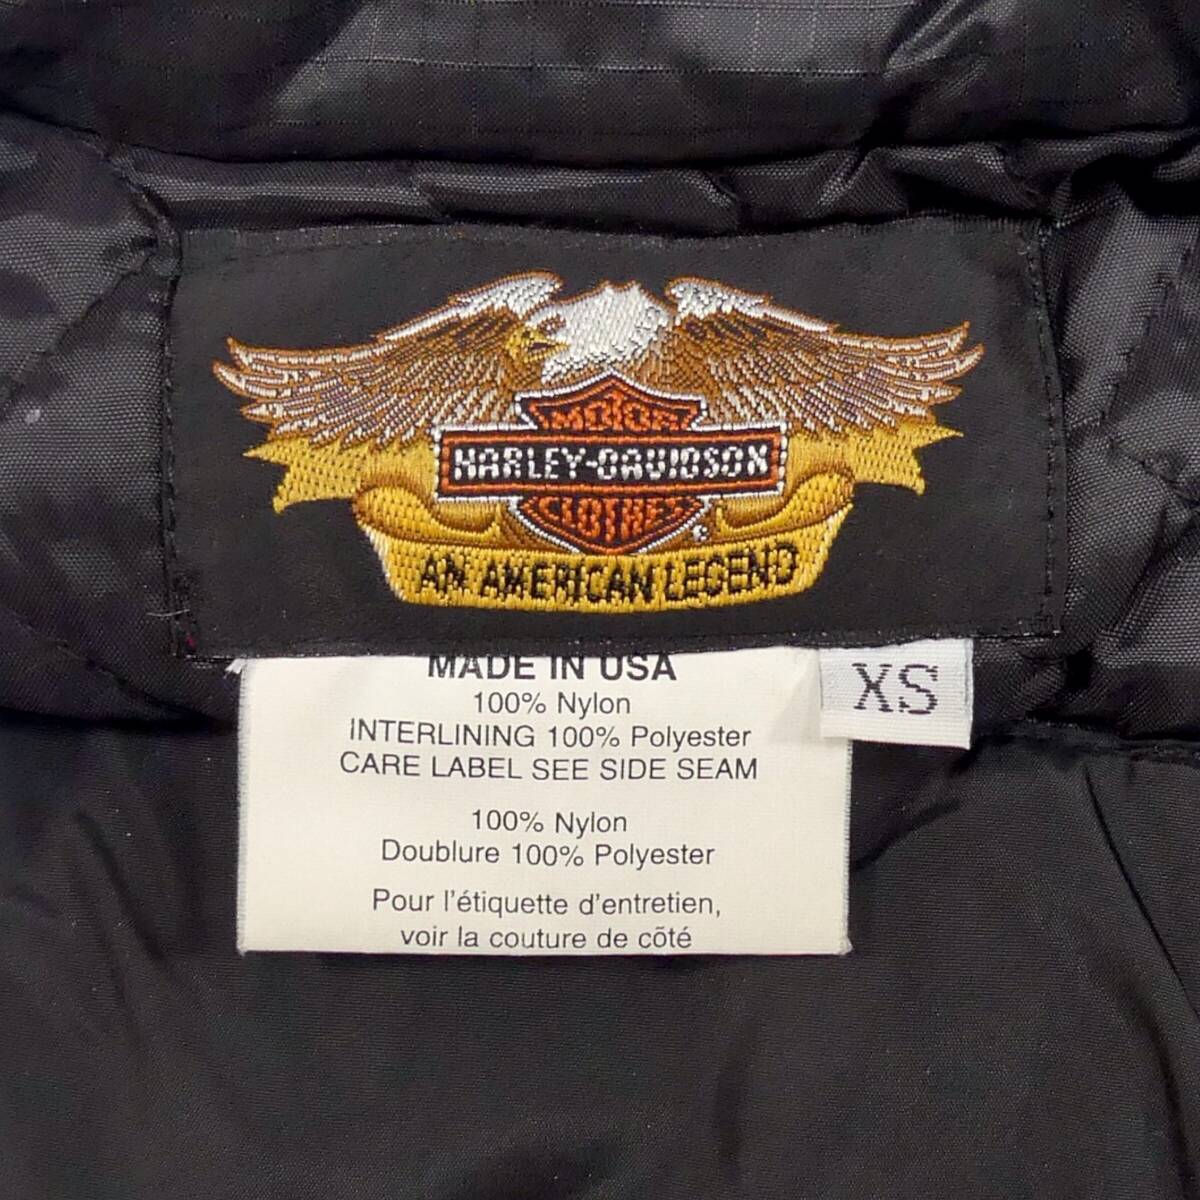 MOTOR
HARLEY-DAVIDSON
CLOTHES
®
AN AMERICAN LEGEND
MADE IN USA
XS
100% Nylon
INTERLINING 100% Polyester
CARE LABEL SEE SIDE SEAM
100% Nylon
Doublure 100% Polyester
Pour l'étiquette d'entretien,
voir la couture de cõté